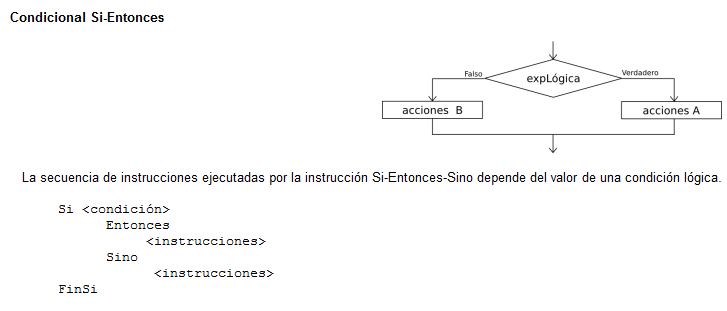 Condicional Si-Entonces
Falso
expLógica
Verdadero
acciones B
acciones A
La secuencia de instrucciones ejecutadas por la instrucción Si-Entonces-Sino depende del valor de una condición lógica.
Si <condición>
Entonces
<instrucciones>
Sino
<instrucciones>
FinSi